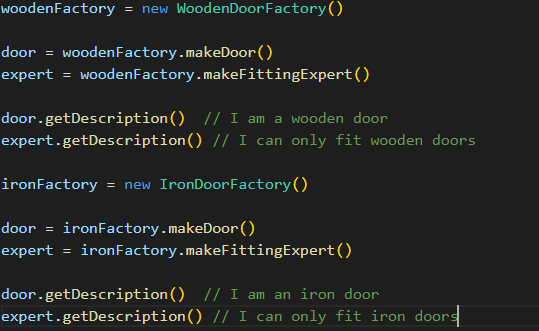 woodenFactory = new WoodenDoorFactory()
door = woodenFactory.makeDoor()
expert = woodenFactory.makeFittingExpert()
door.getDescription()  // I am a wooden door
expert.getDescription() // I can only fit wooden doors
ironFactory = new IronDoorFactory()
door = ironFactory.makeDoor()
expert = ironFactory.makeFittingExpert()
door.getDescription()  // I am an iron door
expert.getDescription() // I can only fit iron doors